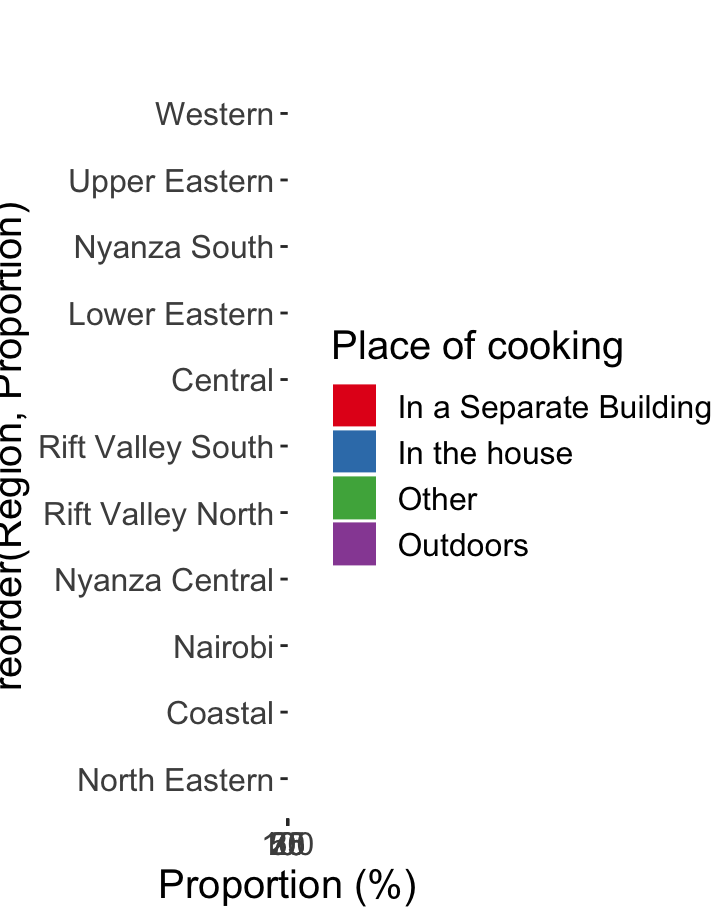 Western
Upper Eastern
Nyanza South
Lower Eastern
Central
Rift Valley South
Rift Valley North
Nyanza Central
Nairobi
Coastal
North Eastern
reorder(Region, Proportion)
Proportion (%)
Place of cooking
In a Separate Building
In the house
Other
Outdoors